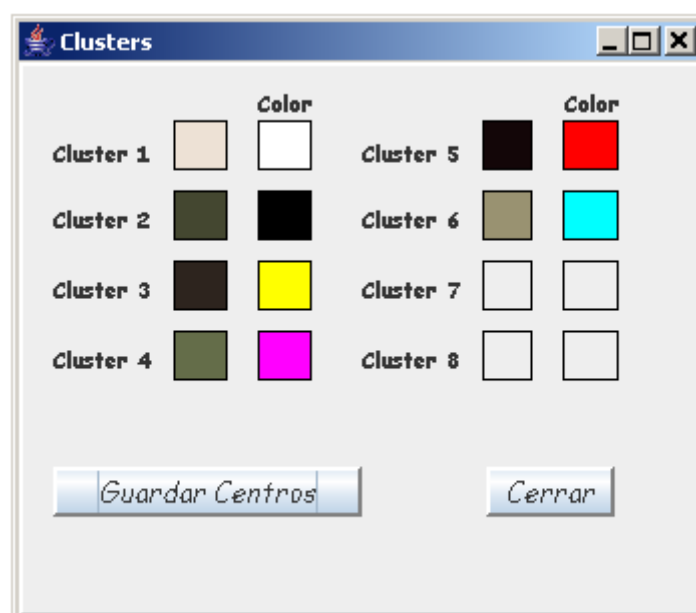 Clusters
Color Color
Cluster 1 Cluster 5
Cluster 2 Cluster 6
Cluster 3 Cluster 7
Cluster 4 Cluster 8
Guardar Centros Cerrar